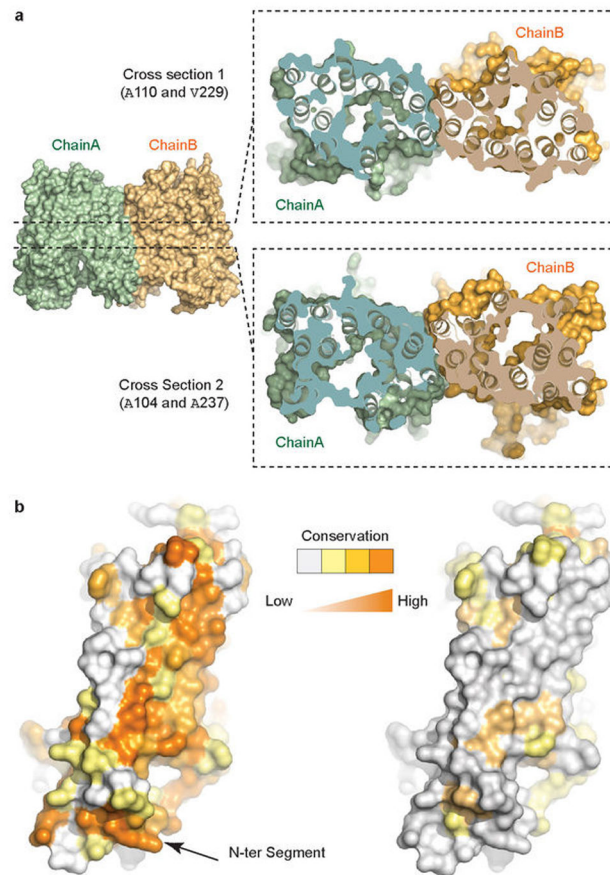 a
ChainB
Cross section 1
(A110 and V229)
ChainA ChainB
ChainA
ChainB
Cross Section 2
(A104 and A237)
ChainA
b
Conservation
Low High
N-ter Segment